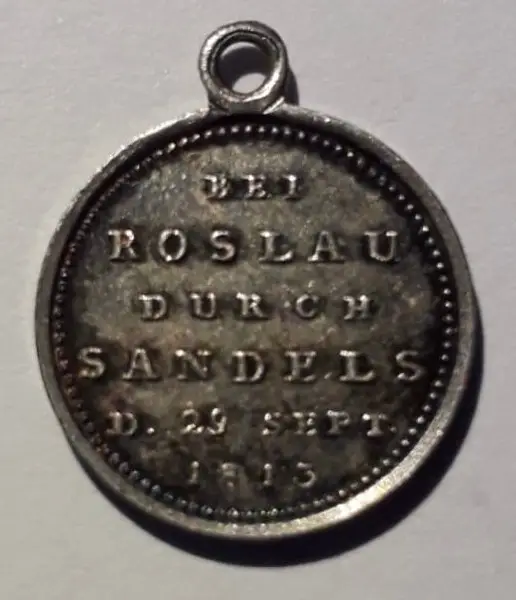 BEI
ROSLAU
DURCH
SANDELS
D. 29 SEPT.
1813